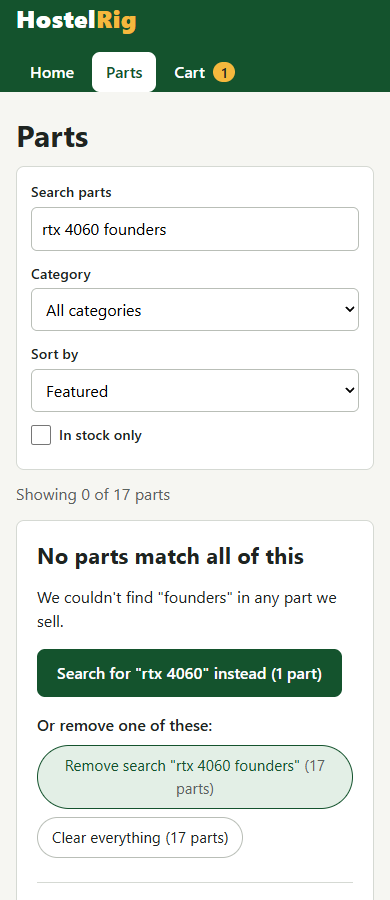 HostelRig
Home
Parts
Cart 1
Parts
Search parts
rtx 4060 founders
Category
All categories
Sort by
Featured
In stock only
Showing 0 of 17 parts
No parts match all of this
We couldn't find "founders" in any part we
sell.
Search for "rtx 4060" instead (1 part)
Or remove one of these:
Remove search "rtx 4060 founders" (17
parts)
Clear everything (17 parts)